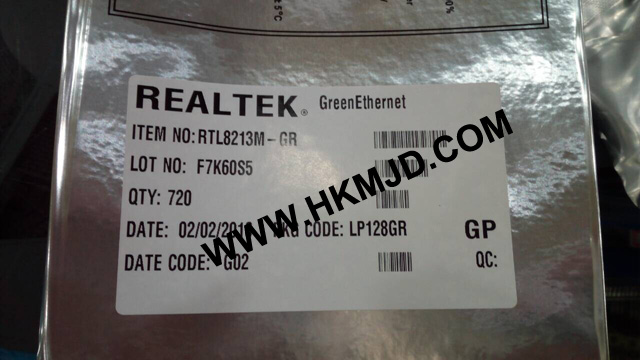 REALTEK® GreenEthernet
ITEM NO:RTL8213M-GR
LOT NO: F7K60S5
QTY: 720
DATE: 02/02/201 PKG CODE: LP128GR GP
DATE CODE: G02 QC:
WWW.HKMJD.COM